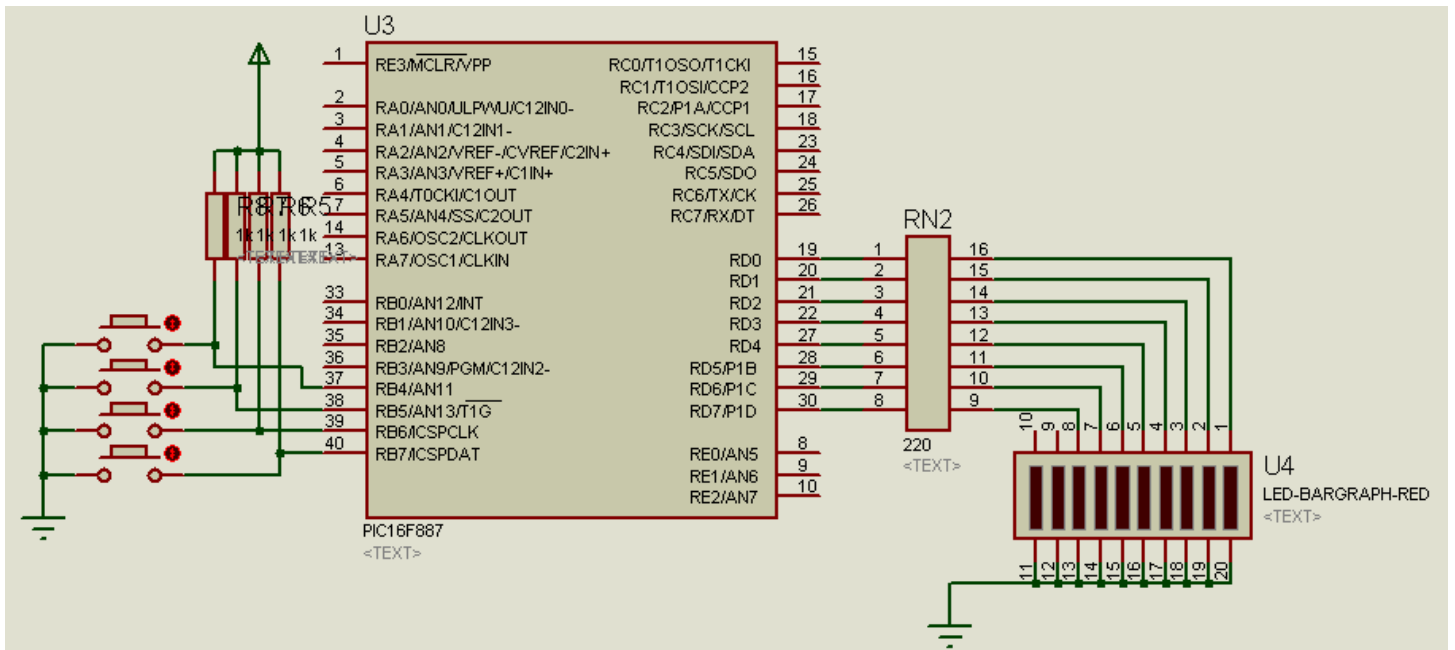 U3
1
RE3/MCLR/VPP
2
RA0/AN0/ULPWU/C12IN0-
3
RA1/AN1/C12IN1-
4
RA2/AN2/VREF-/CVREF/C2IN+
5
RA3/AN3/VREF+/C1IN+
6
RA4/T0CKI/C1OUT
7
RA5/AN4/SS/C2OUT
14
RA6/OSC2/CLKOUT
13
RA7/OSC1/CLKIN
33
RB0/AN12/INT
34
RB1/AN10/C12IN3-
35
RB2/AN8
36
RB3/AN9/PGM/C12IN2-
37
RB4/AN11
38
RB5/AN13/T1G
39
RB6/ICSPCLK
40
RB7/ICSPDAT
15
RC0/T1OSO/T1CKI
16
RC1/T1OSI/CCP2
17
RC2/P1A/CCP1
18
RC3/SCK/SCL
23
RC4/SDI/SDA
24
RC5/SDO
25
RC6/TX/CK
26
RC7/RX/DT
19
RD0
20
RD1
21
RD2
22
RD3
27
RD4
28
RD5/P1B
29
RD6/P1C
30
RD7/P1D
8
RE0/AN5
9
RE1/AN6
10
RE2/AN7
PIC16F887
<TEXT>
1k 1k 1k 1k
RN2
1 16
2 15
3 14
4 13
5 12
6 11
7 10
8 9
220
<TEXT>
10 9 8 7 6 5 4 3 2 1
U4
LED-BARGRAPH-RED
<TEXT>
11 12 13 14 15 16 17 18 19 20